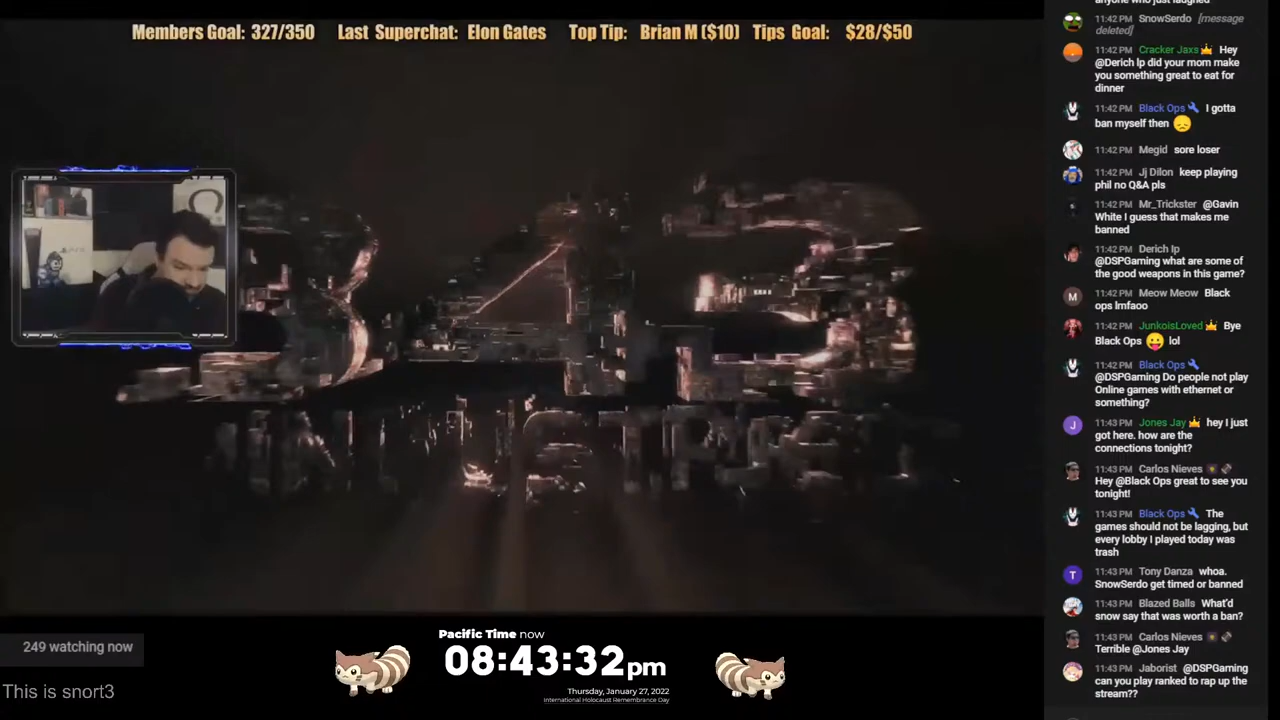 Members Goal: 327/350 Last Superchat: Elon Gates Top Tip: Brian M ($10) Tips Goal: $28/$50
343
INDUSTRIES
249 watching now
This is snort3
Pacific Time now
08:43:32pm
Thursday, January 27, 2022
International Holocaust Remembrance Day
anyone who just lagged
11:42 PM SnowSerdo [message
deleted]
11:42 PM Cracker Jaxs Hey
@Derich Ip did your mom make
you something great to eat for
dinner
11:42 PM Black Ops I gotta
ban myself then 😞
11:42 PM Megid sore loser
11:42 PM Jj Dilon keep playing
phil no Q&A pls
11:42 PM Mr_Trickster @Gavin
White I guess that makes me
banned
11:42 PM Derich Ip
@DSPGaming what are some of
the good weapons in this game?
11:42 PM Meow Meow Black
ops lmfaoo
11:42 PM JunkoisLoved Bye
Black Ops 😛 lol
11:42 PM Black Ops
@DSPGaming Do people not play
Online games with ethernet or
something?
11:43 PM Jones Jay hey I just
got here. how are the
connections tonight?
11:43 PM Carlos Nieves
Hey @Black Ops great to see you
tonight!
11:43 PM Black Ops The
games should not be lagging, but
every lobby I played today was
trash
11:43 PM Tony Danza whoa.
SnowSerdo get timed or banned
11:43 PM Blazed Balls What'd
snow say that was worth a ban?
11:43 PM Carlos Nieves
Terrible @Jones Jay
11:43 PM Jaborist @DSPGaming
can you play ranked to rap up the
stream??